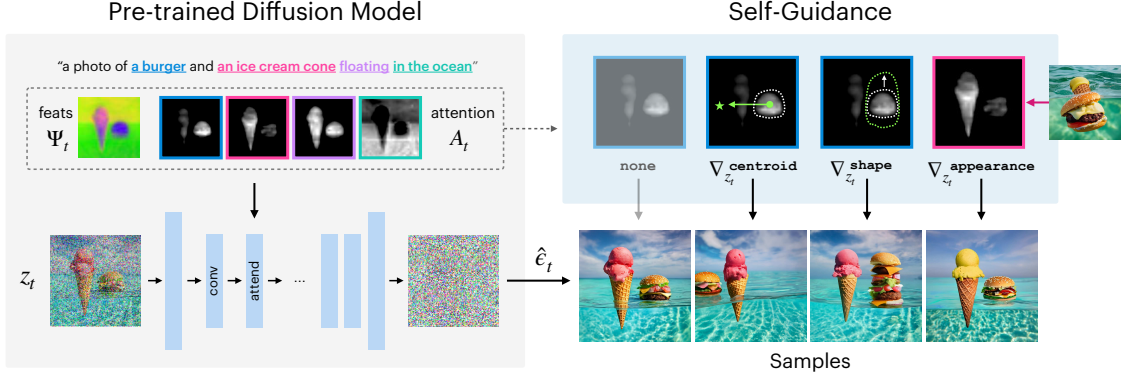 Pre-trained Diffusion Model
Self-Guidance
“a photo of a burger and an ice cream cone floating in the ocean”
feats
Ψt
attention
At
none
∇zt centroid
∇zt shape
∇zt appearance
zt
conv
attend
...
ϵ̂t
Samples